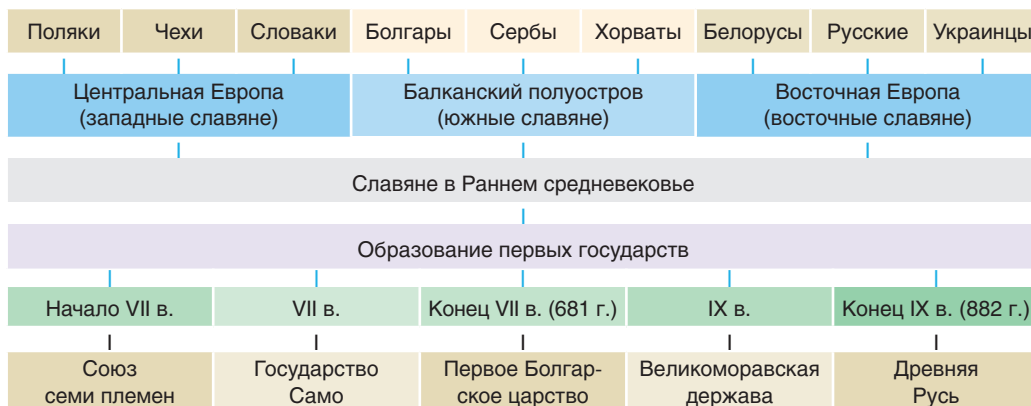 Поляки Чехи Словаки Болгары Сербы Хорваты Белорусы Русские Украинцы
Центральная Европа
(западные славяне)
Балканский полуостров
(южные славяне)
Восточная Европа
(восточные славяне)
Славяне в Раннем средневековье
Образование первых государств
Начало VII в. VII в. Конец VII в. (681 г.) IX в. Конец IX в. (882 г.)
Союз
семи племен
Государство
Само
Первое Болгар-
ское царство
Великоморавская
держава
Древняя
Русь